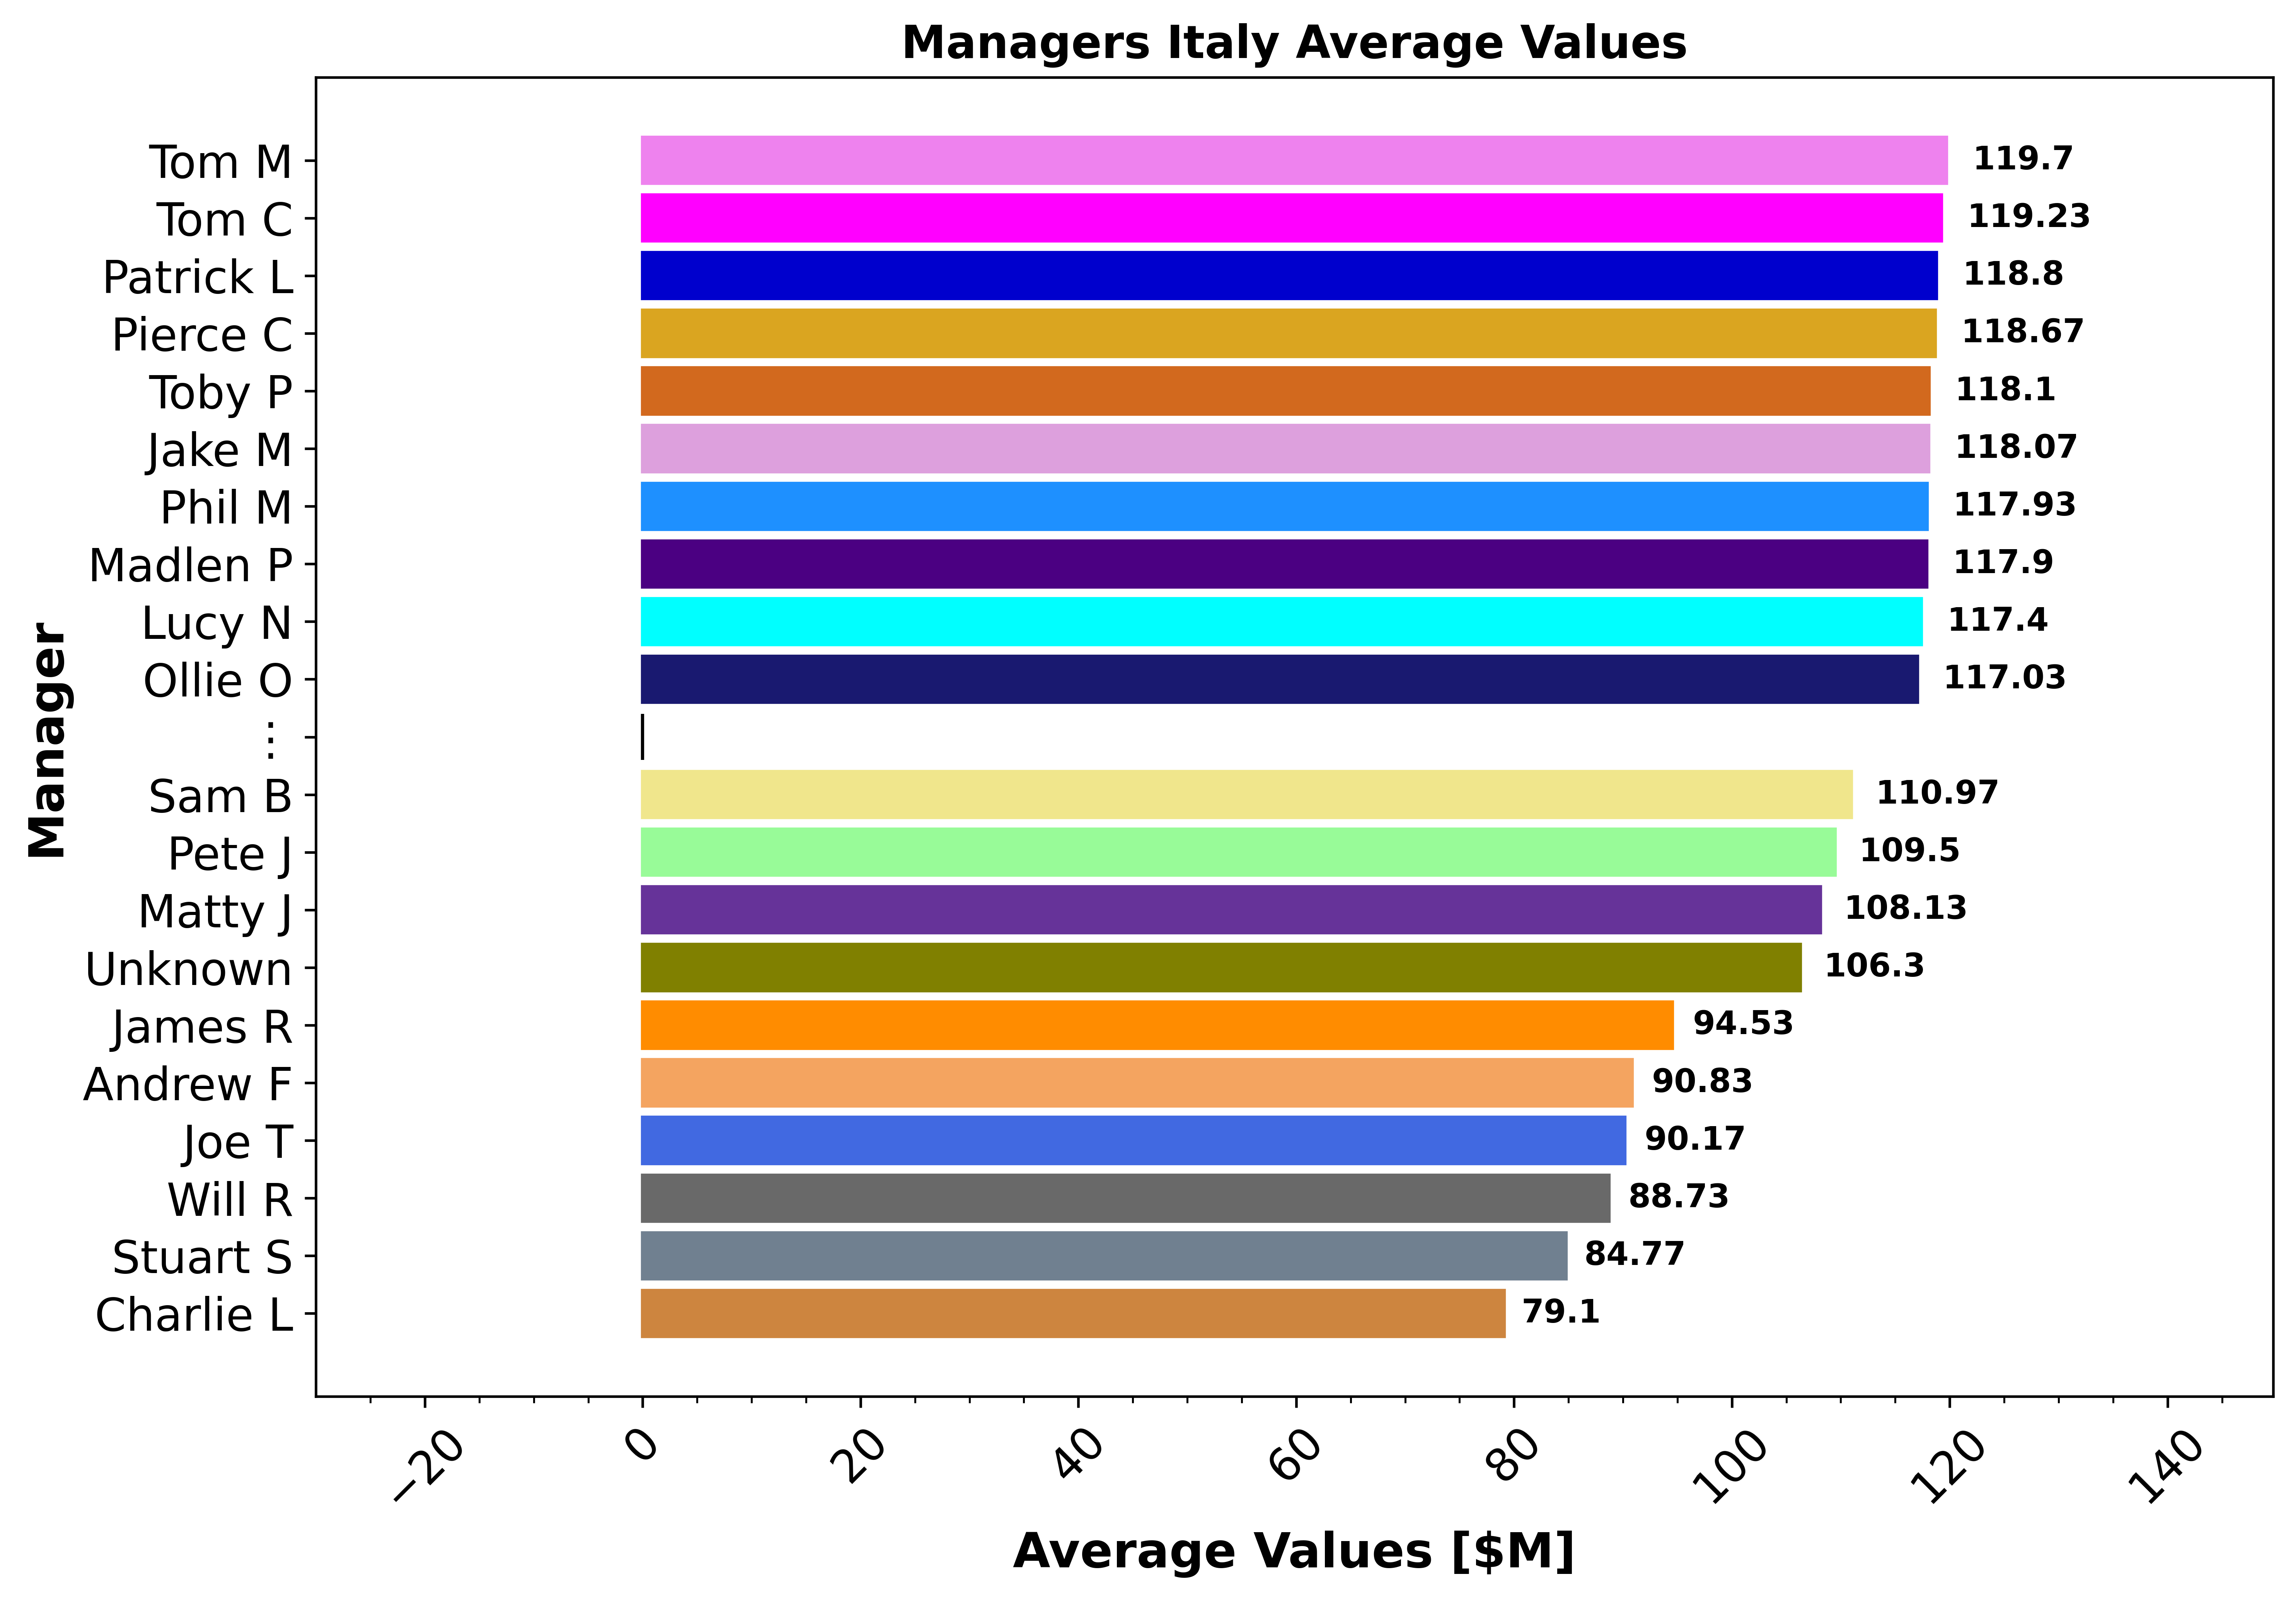 Managers Italy Average Values
Manager
Tom M 119.7
Tom C 119.23
Patrick L 118.8
Pierce C 118.67
Toby P 118.1
Jake M 118.07
Phil M 117.93
Madlen P 117.9
Lucy N 117.4
Ollie O 117.03
⋮
Sam B 110.97
Pete J 109.5
Matty J 108.13
Unknown 106.3
James R 94.53
Andrew F 90.83
Joe T 90.17
Will R 88.73
Stuart S 84.77
Charlie L 79.1
−20 0 20 40 60 80 100 120 140
Average Values [$M]